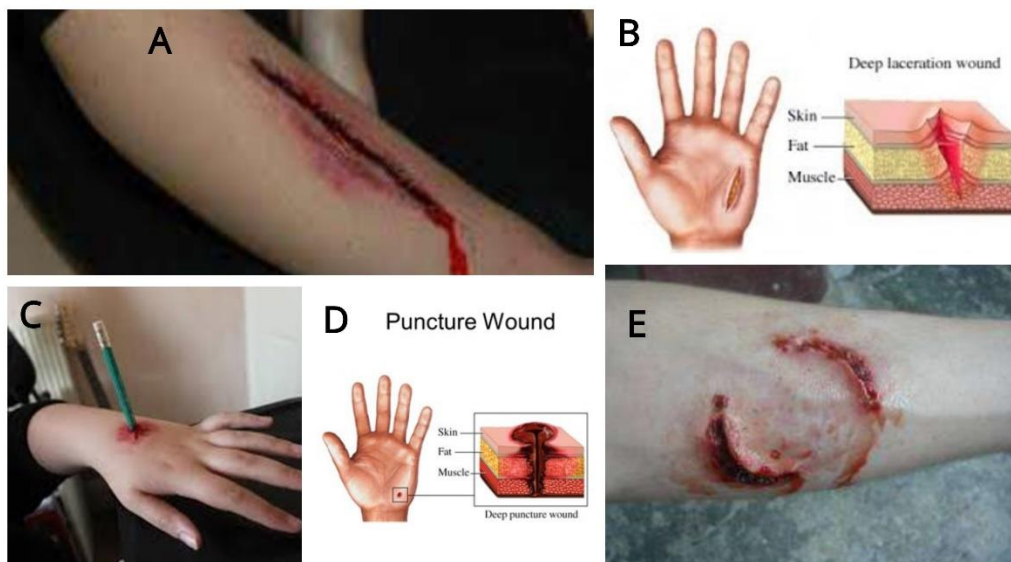 A
B
Deep laceration wound
Skin
Fat
Muscle
C
D
Puncture Wound
Skin
Fat
Muscle
Deep puncture wound
E